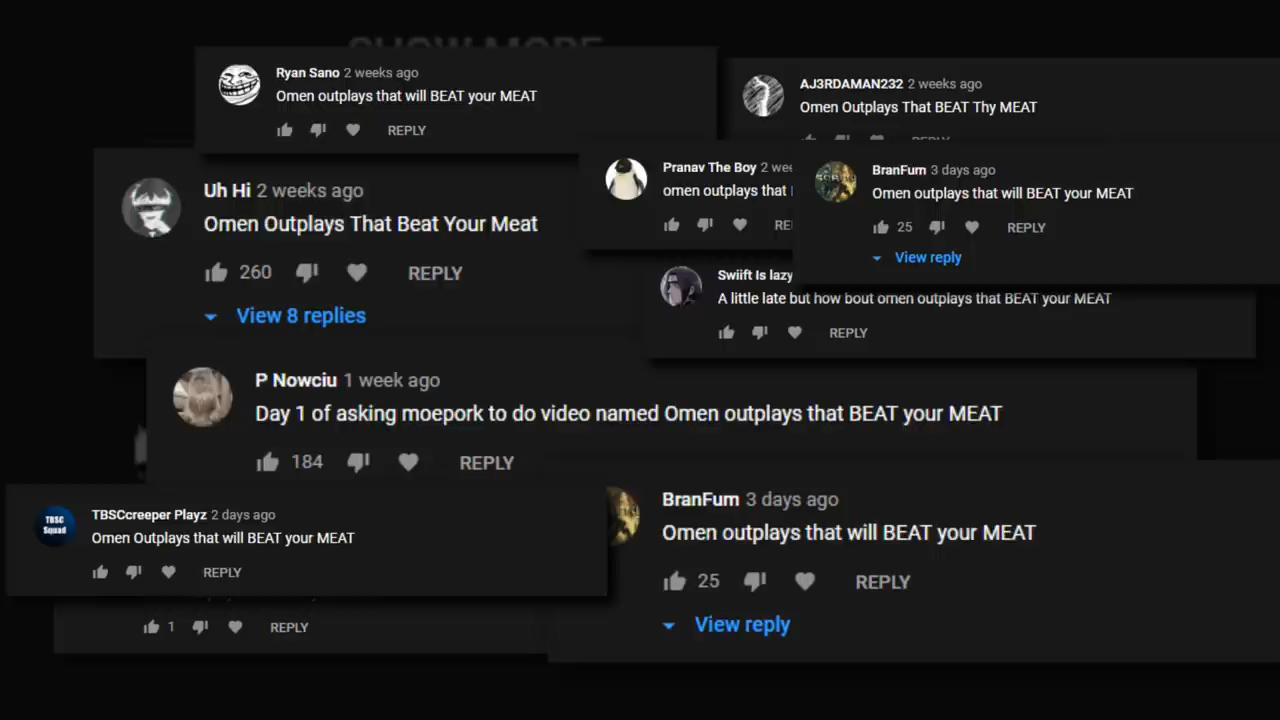 SHOW MORE
Ryan Sano 2 weeks ago
Omen outplays that will BEAT your MEAT
REPLY
AJ3RDAMAN232 2 weeks ago
Omen Outplays That BEAT Thy MEAT
REPLY
Uh Hi 2 weeks ago
Omen Outplays That Beat Your Meat
260 REPLY
View 8 replies
Pranav The Boy 2
omen outplays that
BranFum 3 days ago
Omen outplays that will BEAT your MEAT
25 REPLY
View reply
Swiift Is lazy
A little late but how bout omen outplays that BEAT your MEAT
REPLY
P Nowciu 1 week ago
Day 1 of asking moepork to do video named Omen outplays that BEAT your MEAT
184 REPLY
TBSC
Squad
TBSCcreeper Playz 2 days ago
Omen Outplays that will BEAT your MEAT
REPLY
1 REPLY
BranFum 3 days ago
Omen outplays that will BEAT your MEAT
25 REPLY
View reply